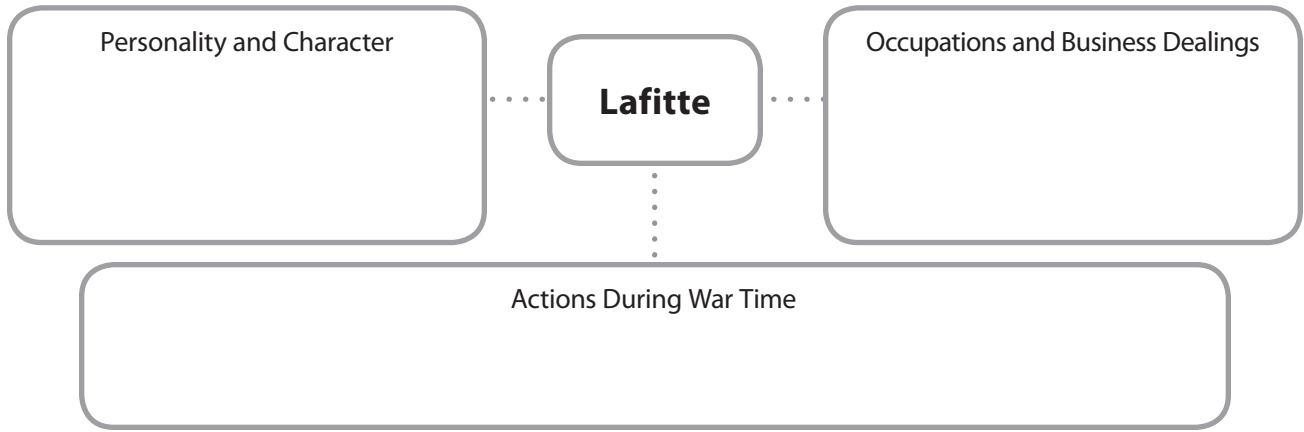 Personality and Character
Lafitte
Occupations and Business Dealings
Actions During War Time